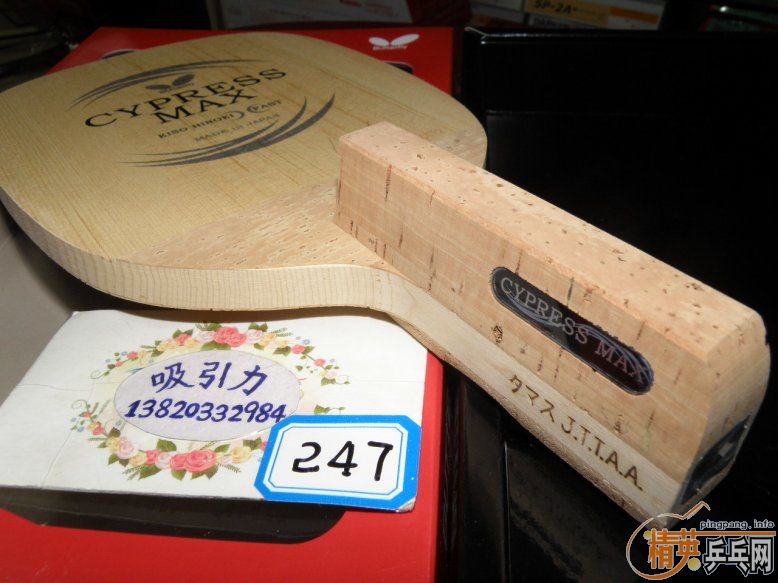 SP-2A+
Butterfly
CYPRESS
MAX
KISO HINOKI FAST
MADE IN JAPAN
CYPRESS MAX
タマス J.T.T.A.A.
吸引力
13820332984
247
pingpang.info
精英乒乓网